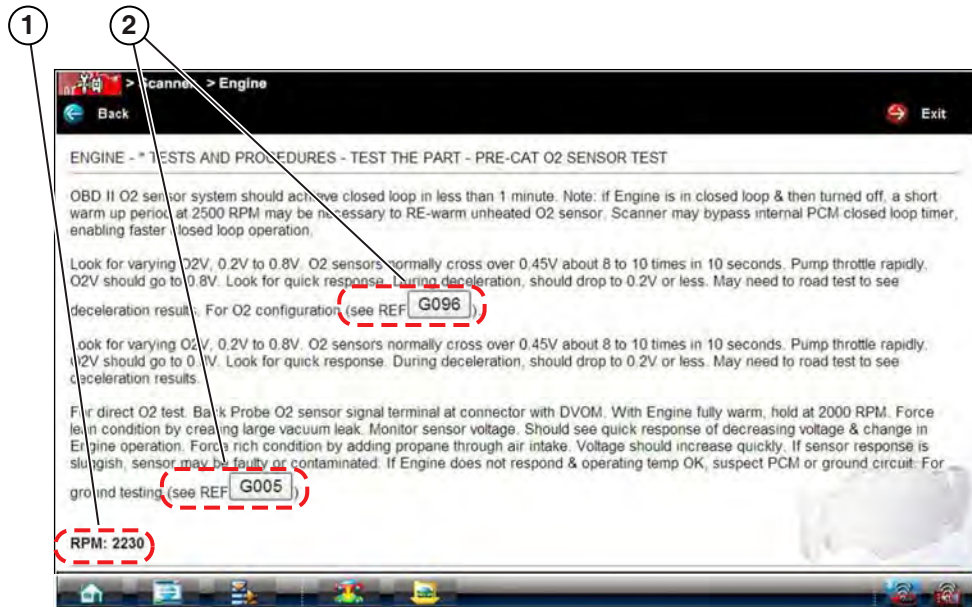 1 2
> Scanner > Engine
Back Exit
ENGINE - * TESTS AND PROCEDURES - TEST THE PART - PRE-CAT O2 SENSOR TEST
OBD II O2 sensor system should achieve closed loop in less than 1 minute. Note: if Engine is in closed loop & then turned off, a short
warm up period at 2500 RPM may be necessary to RE-warm unheated O2 sensor. Scanner may bypass internal PCM closed loop timer,
enabling faster closed loop operation.
Look for varying O2V, 0.2V to 0.8V. O2 sensors normally cross over 0.45V about 8 to 10 times in 10 seconds. Pump throttle rapidly.
O2V should go to 0.8V. Look for quick response. During deceleration, should drop to 0.2V or less. May need to road test to see
deceleration results. For O2 configuration (see REF G096 ).
Look for varying O2V, 0.2V to 0.8V. O2 sensors normally cross over 0.45V about 8 to 10 times in 10 seconds. Pump throttle rapidly.
O2V should go to 0.8V. Look for quick response. During deceleration, should drop to 0.2V or less. May need to road test to see
deceleration results.
For direct O2 test. Back Probe O2 sensor signal terminal at connector with DVOM. With Engine fully warm, hold at 2000 RPM. Force
lean condition by creating large vacuum leak. Monitor sensor voltage. Should see quick response of decreasing voltage & change in
Engine operation. Force rich condition by adding propane through air intake. Voltage should increase quickly. If sensor response is
sluggish, sensor may be faulty or contaminated. If Engine does not respond & operating temp OK, suspect PCM or ground circuit. For
ground testing (see REF G005 )
RPM: 2230